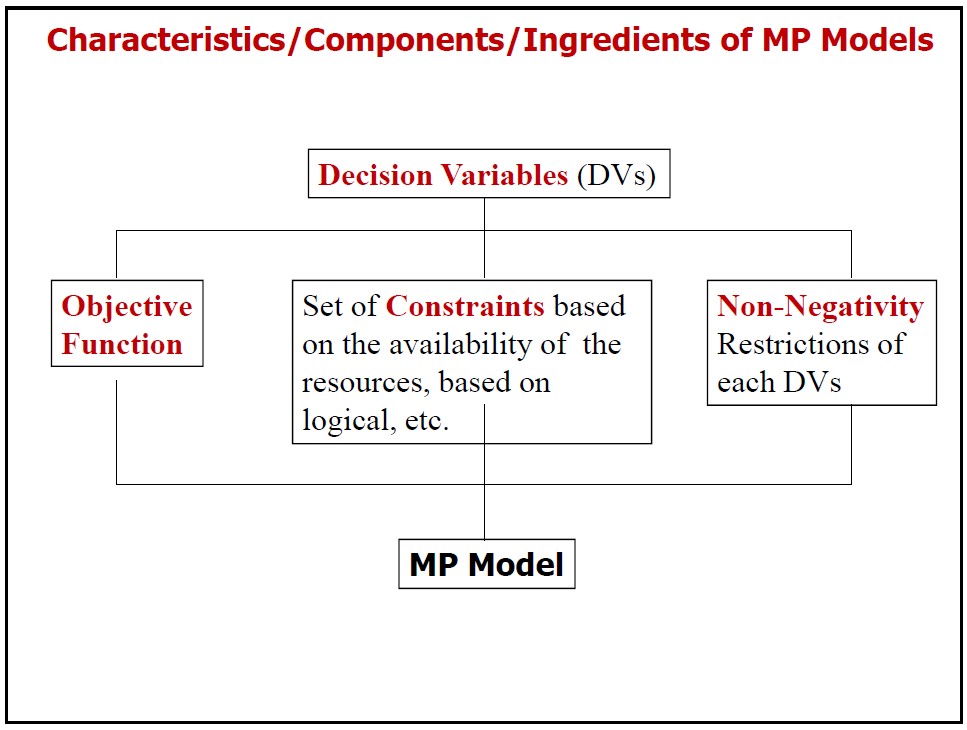 Characteristics/Components/Ingredients of MP Models
Decision Variables (DVs)
Objective
Function
Set of Constraints based
on the availability of the
resources, based on
logical, etc.
Non-Negativity
Restrictions of
each DVs
MP Model